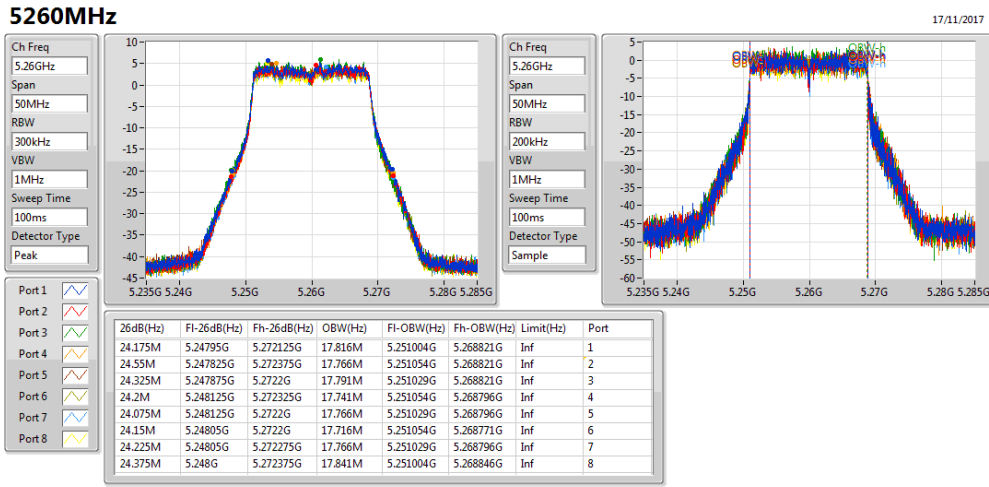 5260MHz
17/11/2017
Ch Freq
5.26GHz
Span
50MHz
RBW
300kHz
VBW
1MHz
Sweep Time
100ms
Detector Type
Peak
10
5
0
-5
-10
-15
-20
-25
-30
-35
-40
-45
5.235G 5.24G 5.25G 5.26G 5.27G 5.28G 5.285G
Ch Freq
5.26GHz
Span
50MHz
RBW
200kHz
VBW
1MHz
Sweep Time
100ms
Detector Type
Sample
5
0
-5
-10
-15
-20
-25
-30
-35
-40
-45
-50
-55
-60
OBW-h
OBW-h
5.235G 5.24G 5.25G 5.26G 5.27G 5.28G 5.285G
Port 1
Port 2
Port 3
Port 4
Port 5
Port 6
Port 7
Port 8
26dB(Hz) Fl-26dB(Hz) Fh-26dB(Hz) OBW(Hz) Fl-OBW(Hz) Fh-OBW(Hz) Limit(Hz) Port
24.175M 5.24795G 5.272125G 17.816M 5.251004G 5.268821G Inf 1
24.55M 5.247825G 5.272375G 17.766M 5.251054G 5.268821G Inf 2
24.325M 5.247875G 5.2722G 17.791M 5.251029G 5.268821G Inf 3
24.2M 5.248125G 5.272325G 17.741M 5.251054G 5.268796G Inf 4
24.075M 5.248125G 5.2722G 17.766M 5.251029G 5.268796G Inf 5
24.15M 5.24805G 5.2722G 17.716M 5.251054G 5.268771G Inf 6
24.225M 5.24805G 5.272275G 17.766M 5.251029G 5.268796G Inf 7
24.375M 5.248G 5.272375G 17.841M 5.251004G 5.268846G Inf 8